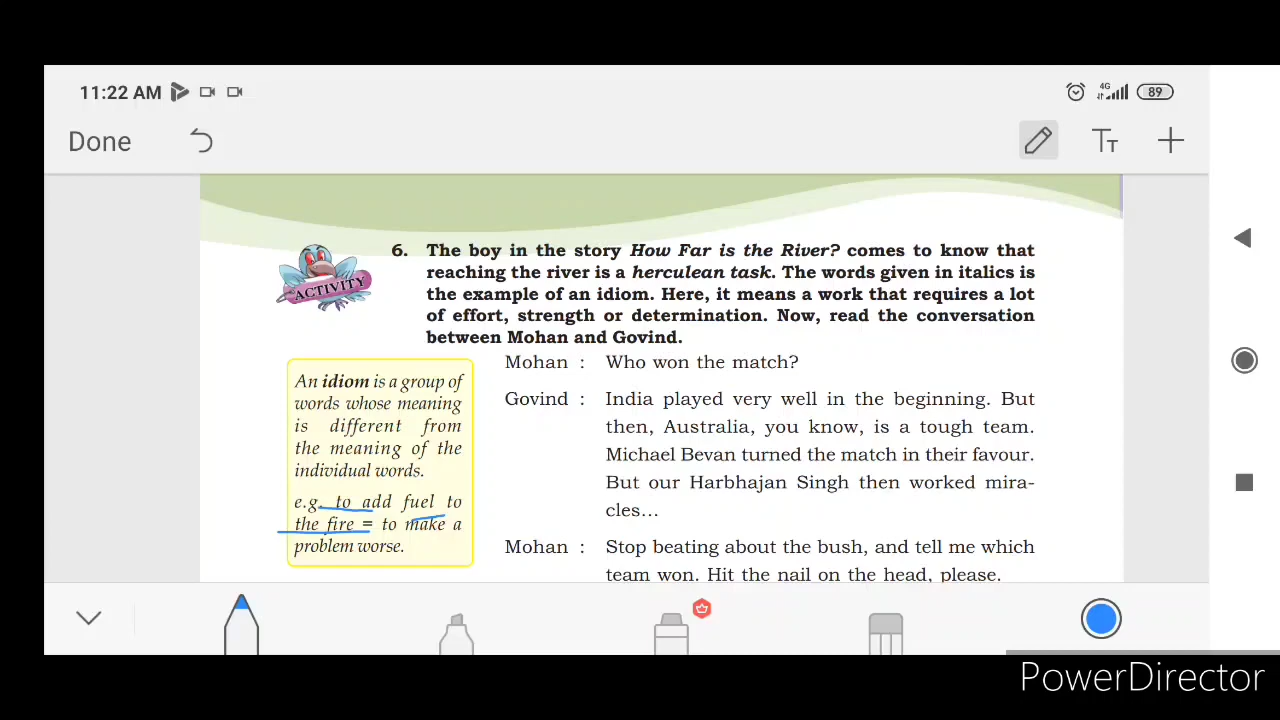 11:22 AM
4G
89
Done
TT
6. The boy in the story How Far is the River? comes to know that
reaching the river is a herculean task. The words given in italics is
the example of an idiom. Here, it means a work that requires a lot
of effort, strength or determination. Now, read the conversation
between Mohan and Govind.
ACTIVITY
An idiom is a group of
words whose meaning
is different from
the meaning of the
individual words.
e.g. to add fuel to
the fire = to make a
problem worse.
Mohan : Who won the match?
Govind : India played very well in the beginning. But
then, Australia, you know, is a tough team.
Michael Bevan turned the match in their favour.
But our Harbhajan Singh then worked mira-
cles...
Mohan : Stop beating about the bush, and tell me which
team won. Hit the nail on the head, please.
PowerDirector